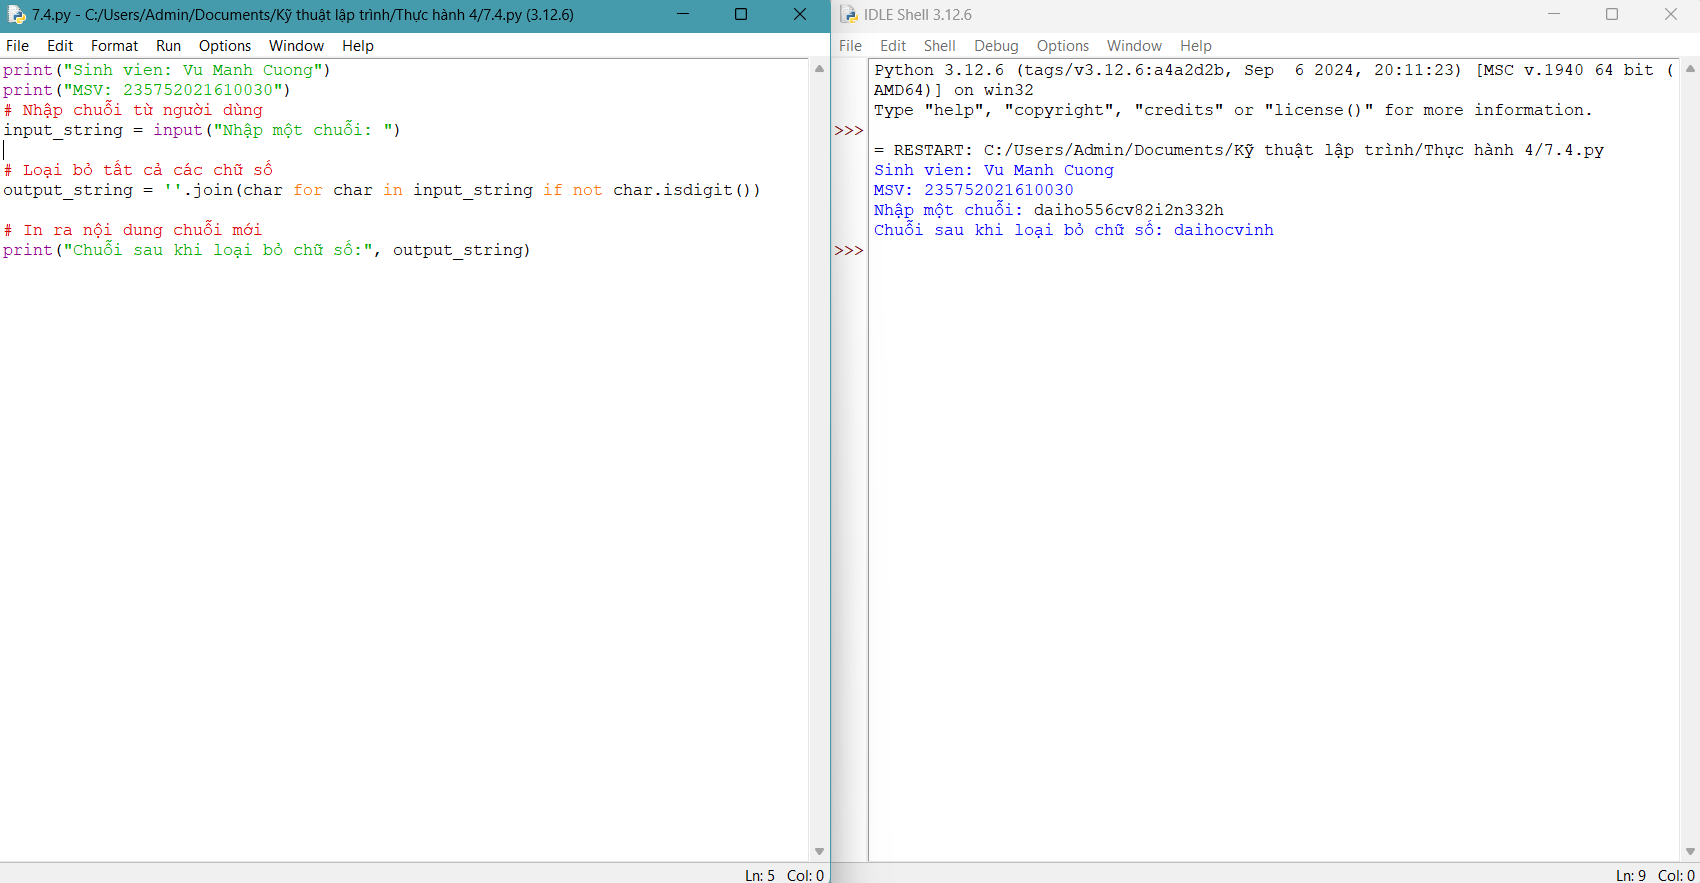 7.4.py - C:/Users/Admin/Documents/Kỹ thuật lập trình/Thực hành 4/7.4.py (3.12.6)
File Edit Format Run Options Window Help
print("Sinh vien: Vu Manh Cuong")
print("MSV: 235752021610030")
# Nhập chuỗi từ người dùng
input_string = input("Nhập một chuỗi: ")
# Loại bỏ tất cả các chữ số
output_string = ''.join(char for char in input_string if not char.isdigit())
# In ra nội dung chuỗi mới
print("Chuỗi sau khi loại bỏ chữ số:", output_string)
Ln: 5 Col: 0
IDLE Shell 3.12.6
File Edit Shell Debug Options Window Help
Python 3.12.6 (tags/v3.12.6:a4a2d2b, Sep  6 2024, 20:11:23) [MSC v.1940 64 bit (
AMD64)] on win32
Type "help", "copyright", "credits" or "license()" for more information.
>>>
= RESTART: C:/Users/Admin/Documents/Kỹ thuật lập trình/Thực hành 4/7.4.py
Sinh vien: Vu Manh Cuong
MSV: 235752021610030
Nhập một chuỗi: daiho556cv82i2n332h
Chuỗi sau khi loại bỏ chữ số: daihocvinh
>>>
Ln: 9 Col: 0